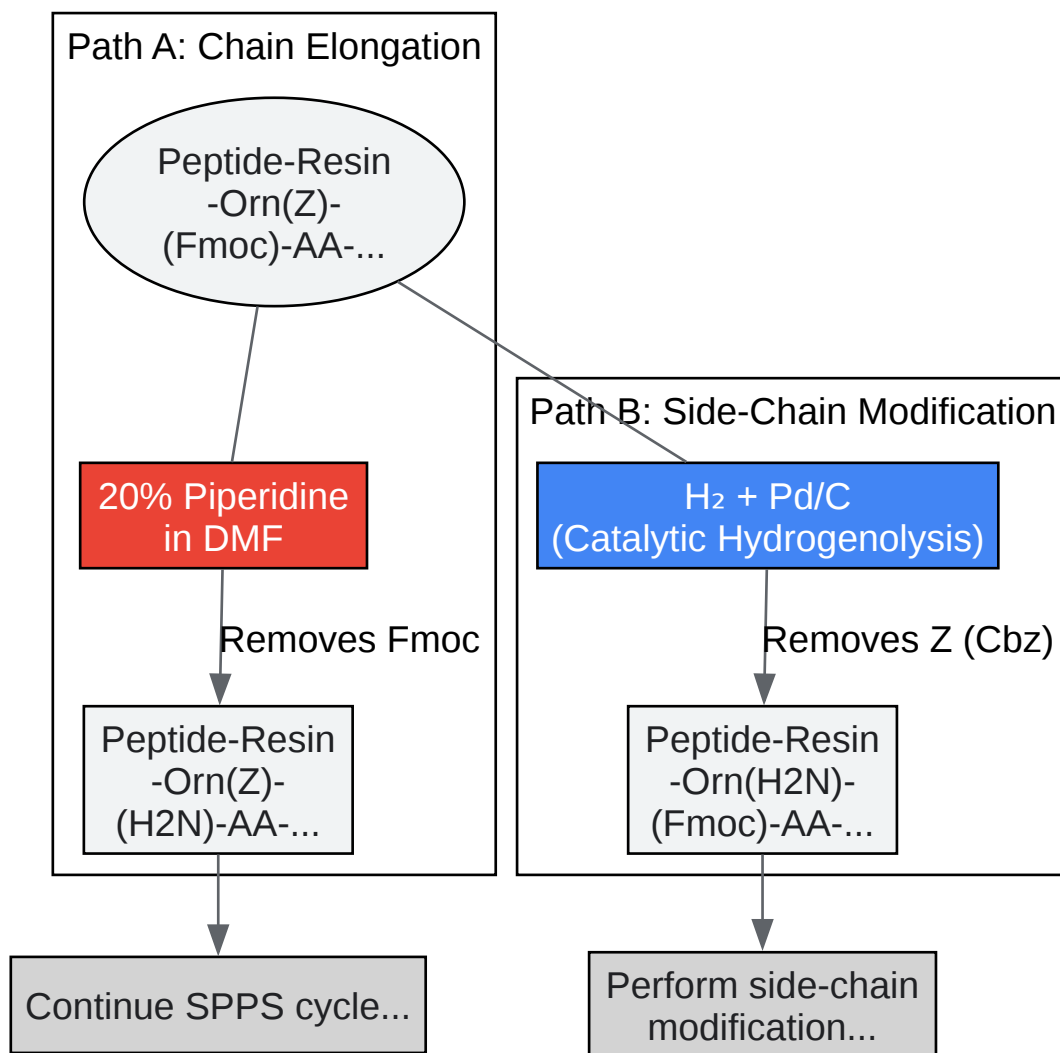 Path A: Chain Elongation
Peptide-Resin
-Orn(Z)-
(Fmoc)-AA-...
Path B: Side-Chain Modification
20% Piperidine
in DMF
H₂ + Pd/C
(Catalytic Hydrogenolysis)
Removes Fmoc
Removes Z (Cbz)
Peptide-Resin
-Orn(Z)-
(H2N)-AA-...
Peptide-Resin
-Orn(H2N)-
(Fmoc)-AA-...
Continue SPPS cycle...
Perform side-chain
modification...